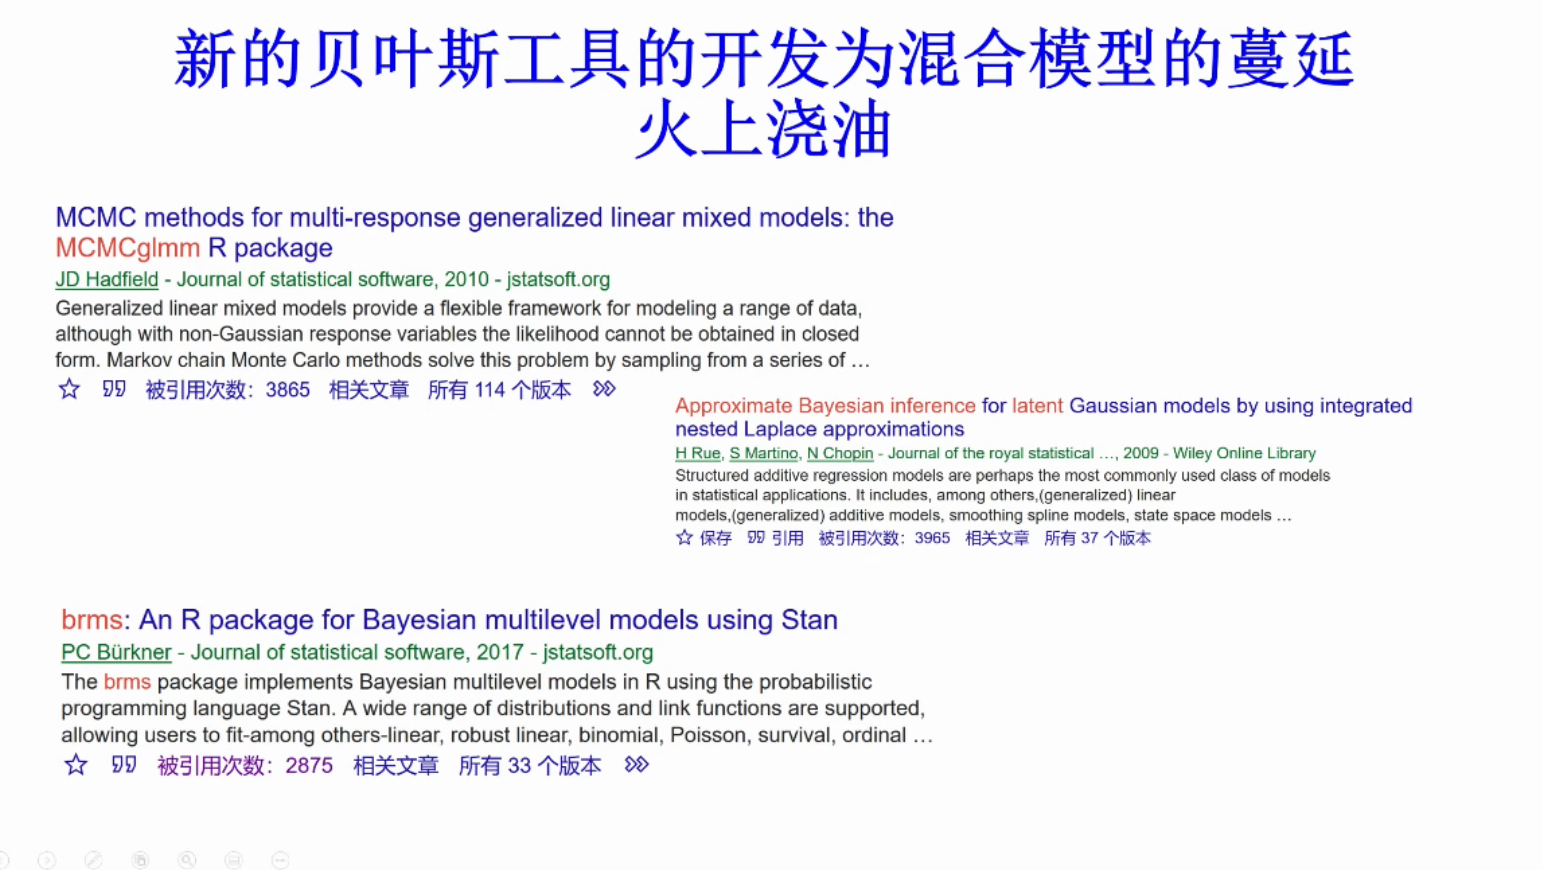 新的贝叶斯工具的开发为混合模型的蔓延
火上浇油
MCMC methods for multi-response generalized linear mixed models: the
MCMCglmm R package
JD Hadfield - Journal of statistical software, 2010 - jstatsoft.org
Generalized linear mixed models provide a flexible framework for modeling a range of data,
although with non-Gaussian response variables the likelihood cannot be obtained in closed
form. Markov chain Monte Carlo methods solve this problem by sampling from a series of …
被引用次数：3865 相关文章 所有 114 个版本
Approximate Bayesian inference for latent Gaussian models by using integrated
nested Laplace approximations
H Rue, S Martino, N Chopin - Journal of the royal statistical …, 2009 - Wiley Online Library
Structured additive regression models are perhaps the most commonly used class of models
in statistical applications. It includes, among others,(generalized) linear
models,(generalized) additive models, smoothing spline models, state space models …
保存 引用 被引用次数：3965 相关文章 所有 37 个版本
brms: An R package for Bayesian multilevel models using Stan
PC Bürkner - Journal of statistical software, 2017 - jstatsoft.org
The brms package implements Bayesian multilevel models in R using the probabilistic
programming language Stan. A wide range of distributions and link functions are supported,
allowing users to fit-among others-linear, robust linear, binomial, Poisson, survival, ordinal …
被引用次数：2875 相关文章 所有 33 个版本